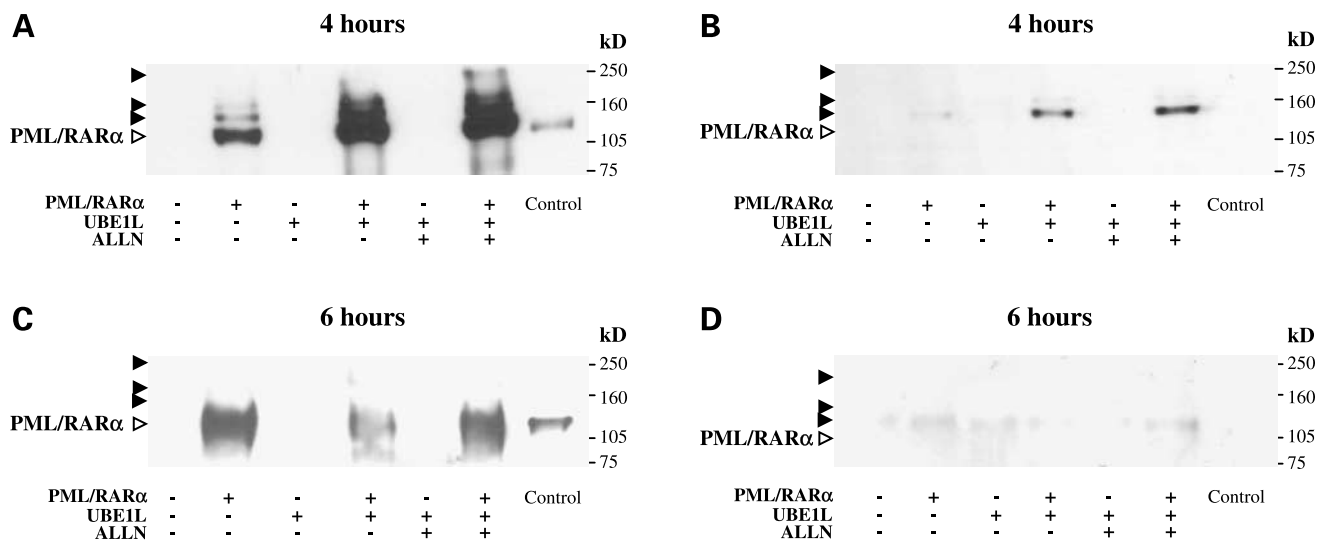 A
4 hours
kD
250
160
PML/RARα
105
75
PML/RARα - + - + - + Control
UBE1L - - + + + +
ALLN - - - - + +
B
4 hours
kD
250
160
PML/RARα
105
75
PML/RARα - + - + - + Control
UBE1L - - + + + +
ALLN - - - - + +
C
6 hours
kD
250
160
PML/RARα
105
75
PML/RARα - + - + - + Control
UBE1L - - + + + +
ALLN - - - - + +
D
6 hours
kD
250
160
PML/RARα
105
75
PML/RARα - + - + - + Control
UBE1L - - + + + +
ALLN - - - - + +